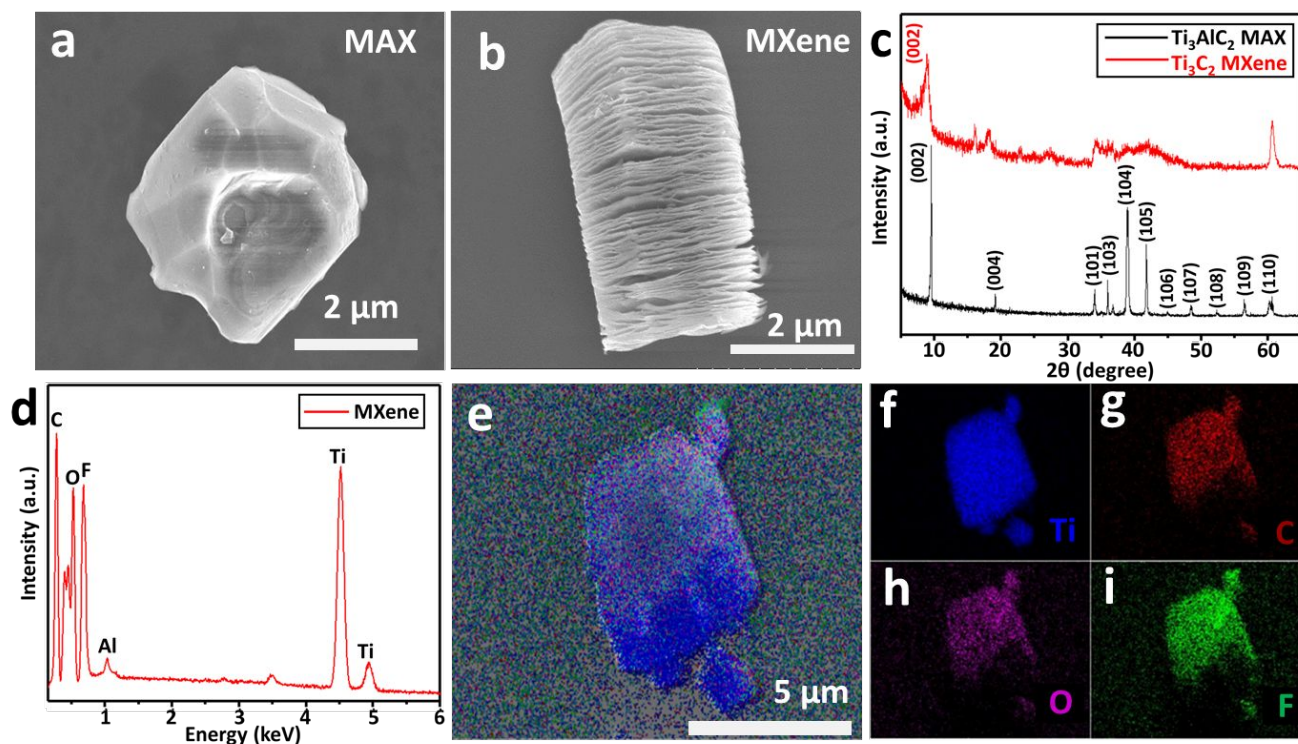 a
MAX
2 µm
b
MXene
2 µm
c
(002)
Ti₃AlC₂ MAX
Ti₃C₂ MXene
(002)
(004)
(101)
(103)
(104)
(105)
(106)
(107)
(108)
(109)
(110)
Intensity (a.u.)
10 20 30 40 50 60
2θ (degree)
d
MXene
C
O F
Al
Ti
Ti
Intensity (a.u.)
1 2 3 4 5 6
Energy (keV)
e
5 µm
f
Ti
g
C
h
O
i
F